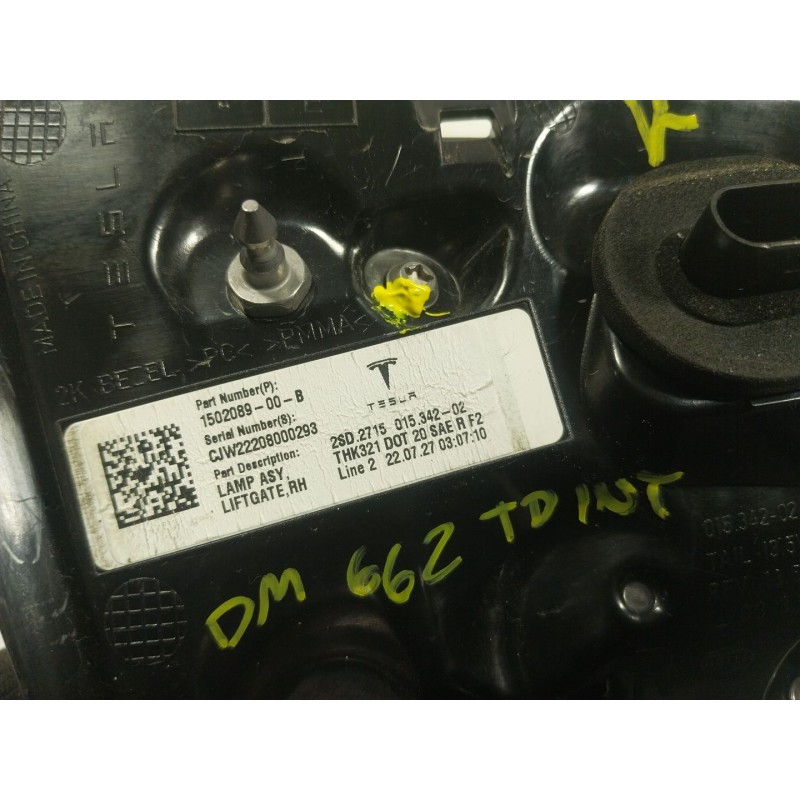 MADE IN CHINA
TESLA
2K BEZEL, >PC< >PMMA<
Part Number(P):
1502089-00-B
Serial Number(S):
CJW22208000293
Part Description:
LAMP ASY,
LIFTGATE,RH
TESLA
2SD.2715 015.342-02
THK321 DOT 20 SAE R F2
Line 2 22.07.27 03:07:10
DM 662 TD INT
015.342-02
TAIL